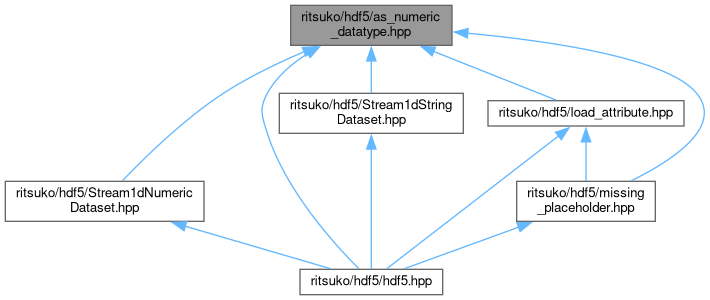 ritsuko/hdf5/as_numeric
_datatype.hpp
ritsuko/hdf5/Stream1dString
Dataset.hpp
ritsuko/hdf5/load_attribute.hpp
ritsuko/hdf5/Stream1dNumeric
Dataset.hpp
ritsuko/hdf5/missing
_placeholder.hpp
ritsuko/hdf5/hdf5.hpp